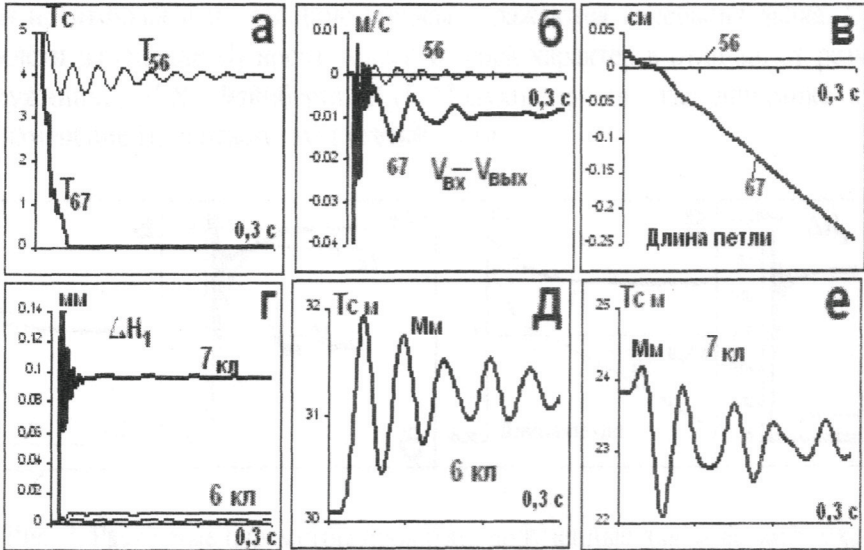 Тс
а
5
T56
4
3
2
T67
1
0
0,3 с
м/с
б
0.01
56
0
0,3 с
-0.01
-0.02
67 Vвх – Vвых
-0.03
-0.04
см
в
0.05
56
0
0,3 с
-0.05
-0.1
67
-0.15
-0.2
Длина петли
-0.25
0.14
мм
г
0.12
△H1
0.1
7 кл
0.08
0.06
0.04
0.02
6 кл
0
0,3 с
32
Тс м
д
Мм
31
6 кл
0,3 с
30
25
Тс м
е
Мм
7 кл
24
23
0,3 с
22